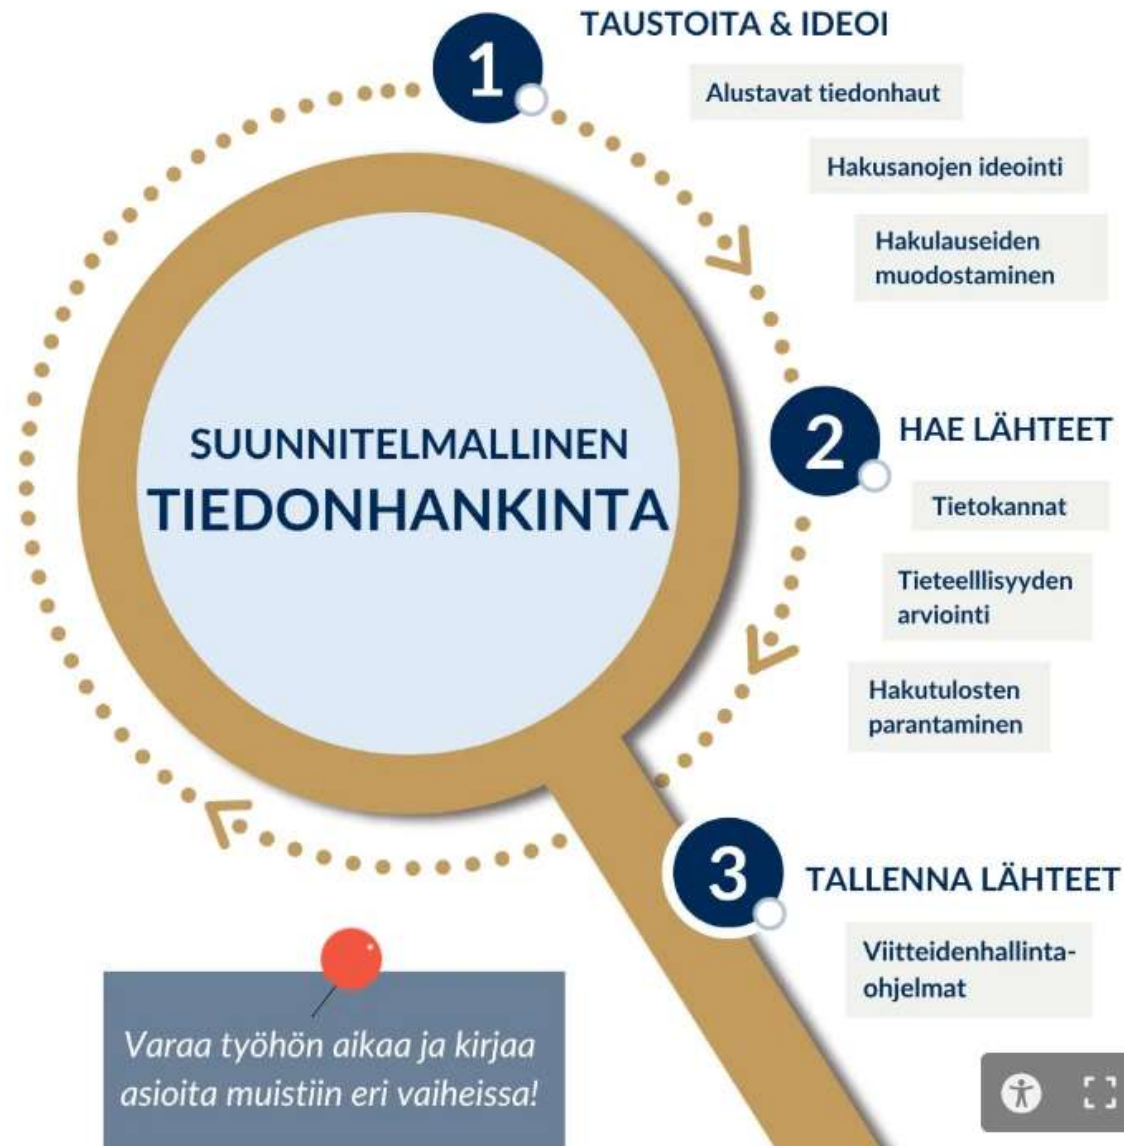 1
TAUSTOITA & IDEOI
Alustavat tiedonhaut
Hakusanojen ideointi
Hakulauseiden
muodostaminen
SUUNNITELMALLINEN
TIEDONHANKINTA
2
HAE LÄHTEET
Tietokannat
Tieteelllisyyden
arviointi
Hakutulosten
parantaminen
3
TALLENNA LÄHTEET
Viitteidenhallinta-
ohjelmat
Varaa työhön aikaa ja kirjaa
asioita muistiin eri vaiheissa!